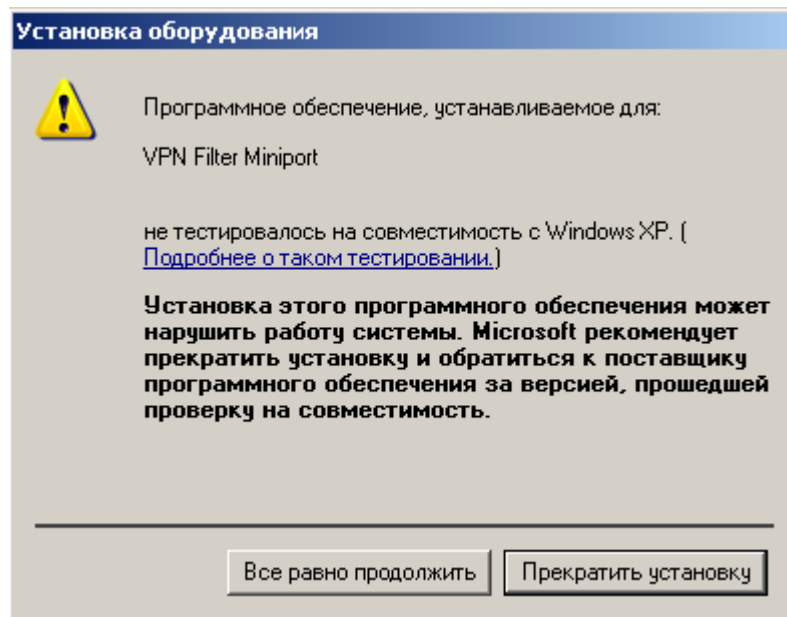 Установка оборудования
Программное обеспечение, устанавливаемое для:
VPN Filter Miniport
не тестировалось на совместимость с Windows XP. (
Подробнее о таком тестировании.)
Установка этого программного обеспечения может
нарушить работу системы. Microsoft рекомендует
прекратить установку и обратиться к поставщику
программного обеспечения за версией, прошедшей
проверку на совместимость.
Все равно продолжить
Прекратить установку